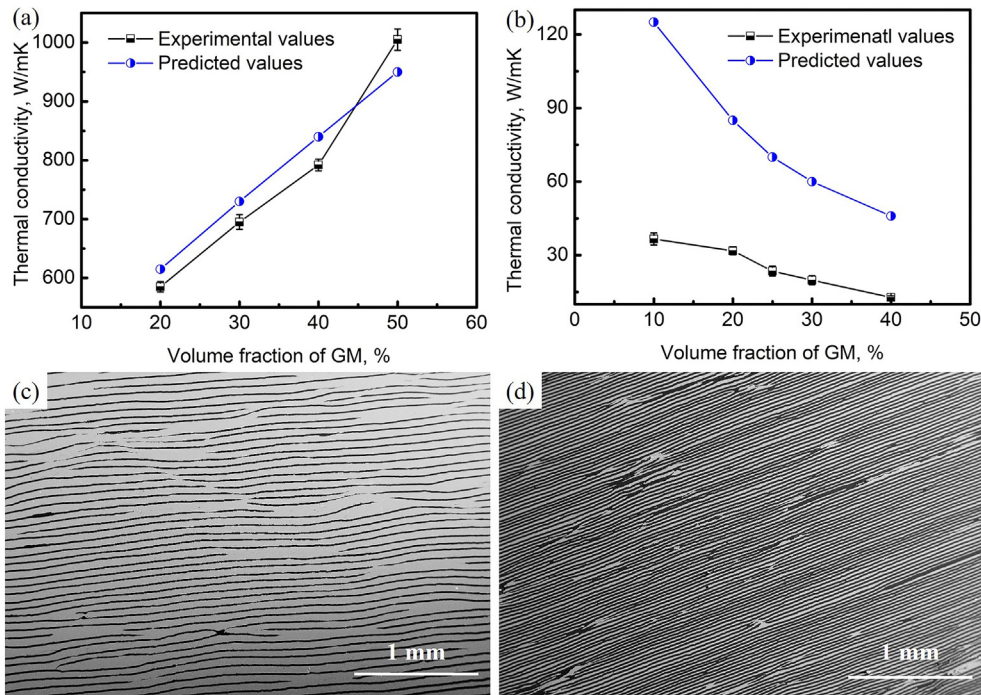 (a)
Experimental values
Predicted values
Thermal conductivity, W/mK
1000
900
800
700
600
10 20 30 40 50 60
Volume fraction of GM, %
(b)
Experimenatl values
Predicted values
Thermal conductivity, W/mK
120
90
60
30
0 10 20 30 40 50
Volume fraction of GM, %
(c)
1 mm
(d)
1 mm